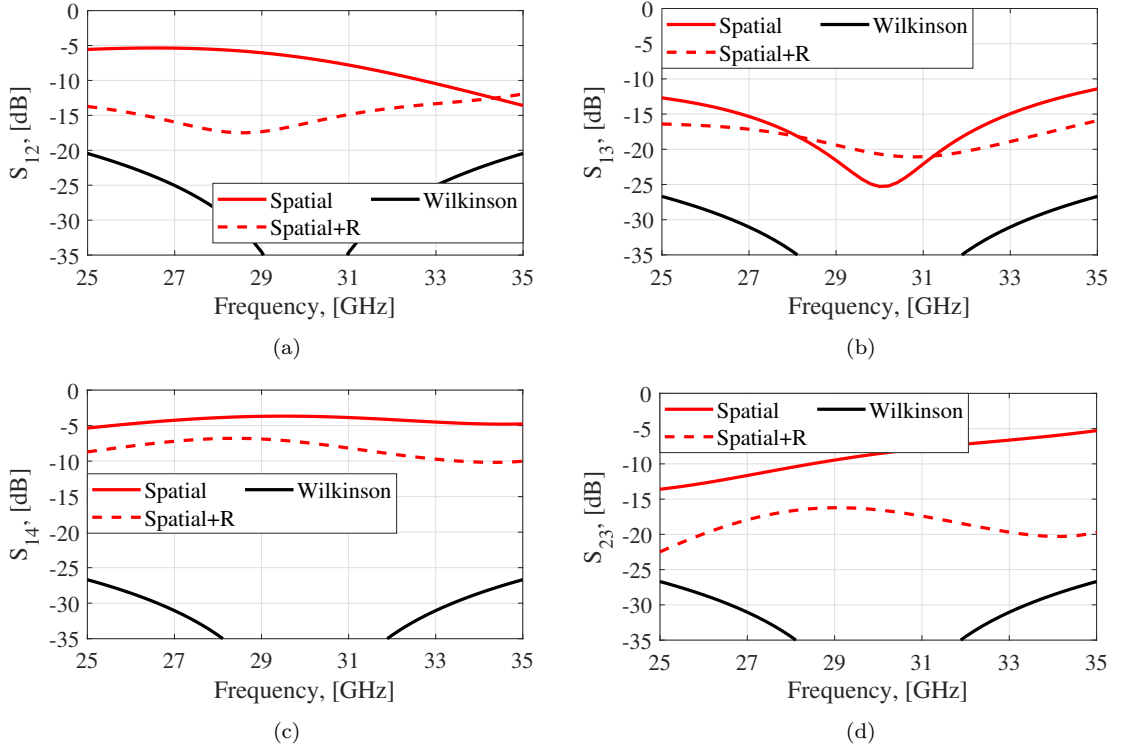 0
-5
-10
-15
-20
-25
-30
-35
S12, [dB]
Spatial
Wilkinson
Spatial+R
25 27 29 31 33 35
Frequency, [GHz]
(a)
0
-5
-10
-15
-20
-25
-30
-35
S13, [dB]
Spatial
Wilkinson
Spatial+R
25 27 29 31 33 35
Frequency, [GHz]
(b)
0
-5
-10
-15
-20
-25
-30
-35
S14, [dB]
Spatial
Wilkinson
Spatial+R
25 27 29 31 33 35
Frequency, [GHz]
(c)
0
-5
-10
-15
-20
-25
-30
-35
S23, [dB]
Spatial
Wilkinson
Spatial+R
25 27 29 31 33 35
Frequency, [GHz]
(d)